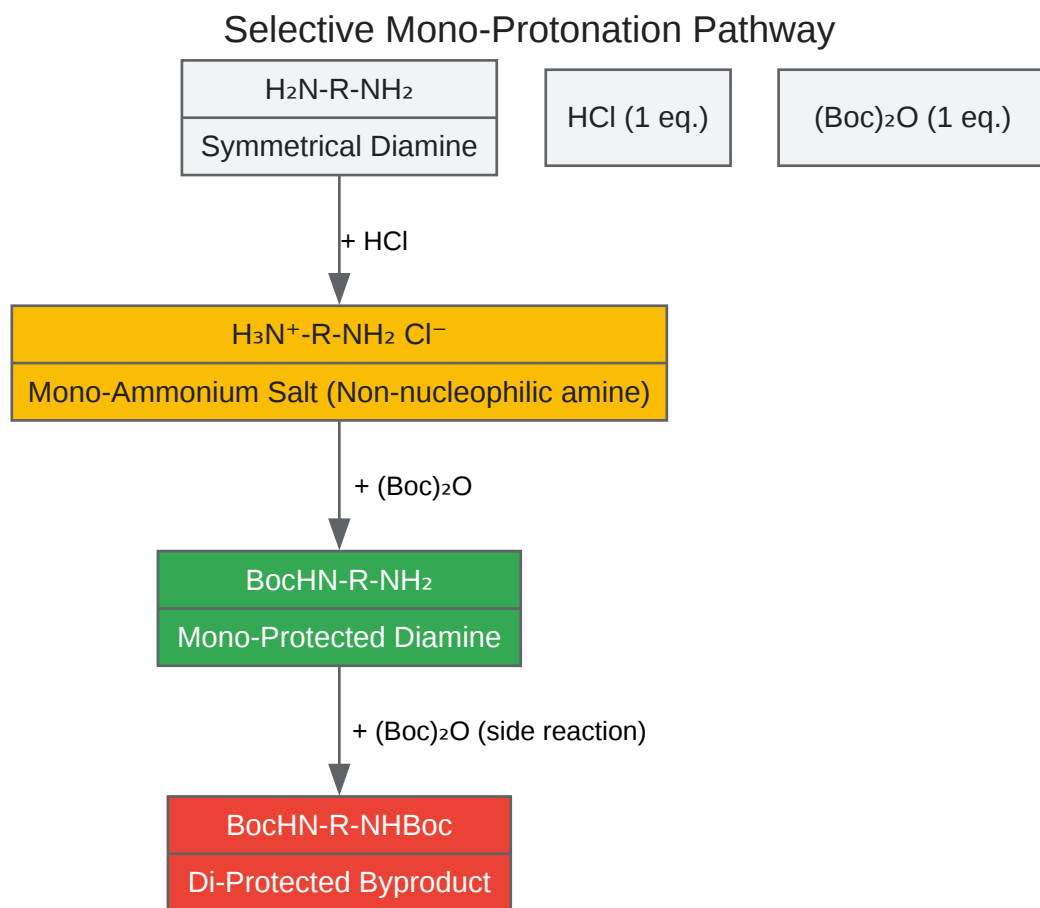 Selective Mono-Protonation Pathway
H₂N-R-NH₂
Symmetrical Diamine
HCl (1 eq.)
(Boc)₂O (1 eq.)
+ HCl
H₃N⁺-R-NH₂ Cl⁻
Mono-Ammonium Salt (Non-nucleophilic amine)
+ (Boc)₂O
BocHN-R-NH₂
Mono-Protected Diamine
+ (Boc)₂O (side reaction)
BocHN-R-NHBoc
Di-Protected Byproduct